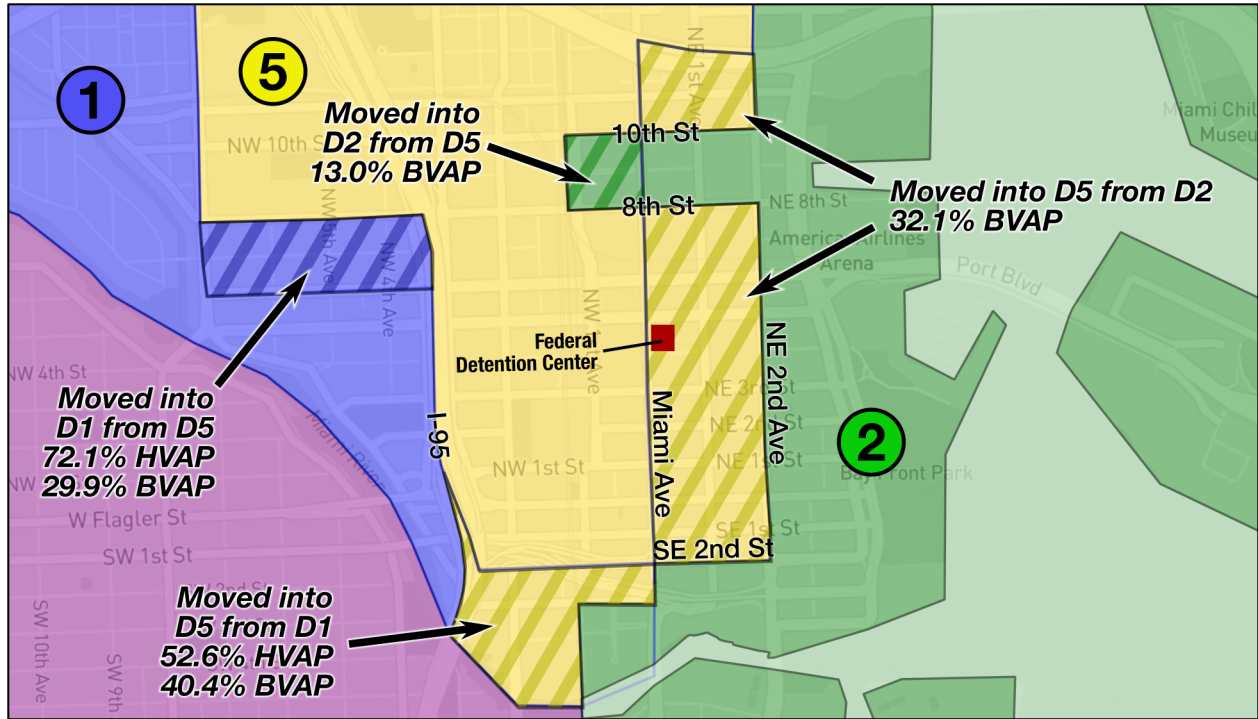 1
5
Moved into
D2 from D5
13.0% BVAP
NE 1st Ave
NW 10th St
10th St
8th St
Moved into D5 from D2
32.1% BVAP
Miami Chil
Museu
NE 8th St
American Airlines
Arena
Port Blvd
NW 5th Ave
NW 4th Ave
Federal
Detention Center
NW 1st Ave
NW 4th St
Moved into
D1 from D5
72.1% HVAP
29.9% BVAP
Miami River
I-95
Miami Ave
NE 3rd St
NE 2nd St
NE 1st St
NE 2nd Ave
2
Bayfront Park
NW 1st St
W Flagler St
SW 1st St
SE 1st St
SE 2nd St
Moved into
D5 from D1
52.6% HVAP
40.4% BVAP
SW 10th Ave
SW 9th